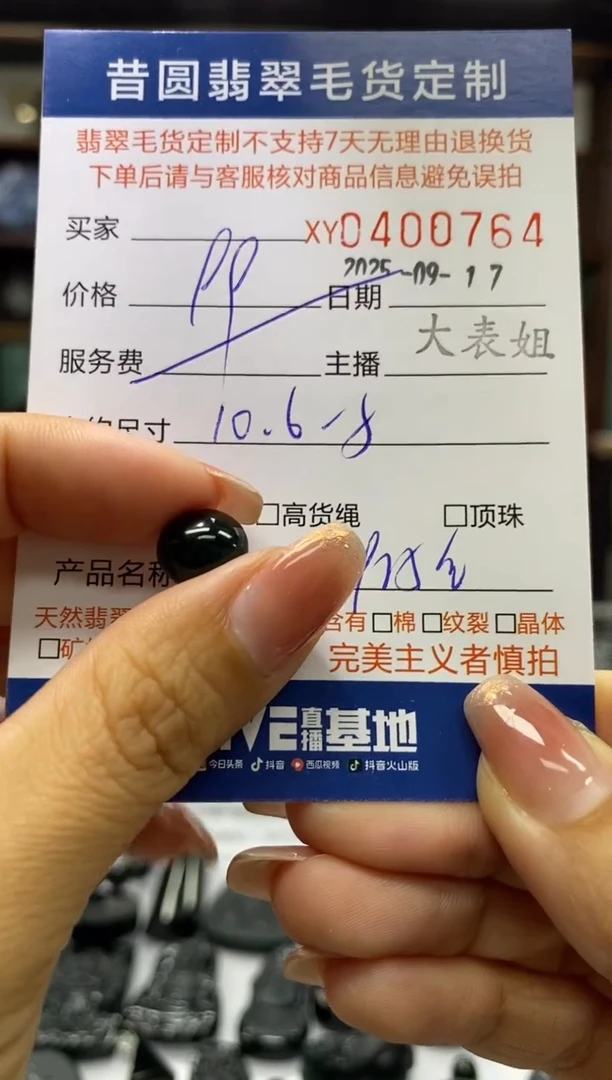 昔圆翡翠毛货定制
翡翠毛货定制不支持7天无理由退换货
下单后请与客服核对商品信息避免误拍
买家 XY0400764
2025-09-17
价格 日期
服务费 主播 大表姐
尺寸 10.6-8
□高货绳 □顶珠
产品名称
天然翡翠 含有□棉□纹裂□晶体
□矿 完美主义者慎拍
直播基地
今日头条 抖音 西瓜视频 抖音火山版